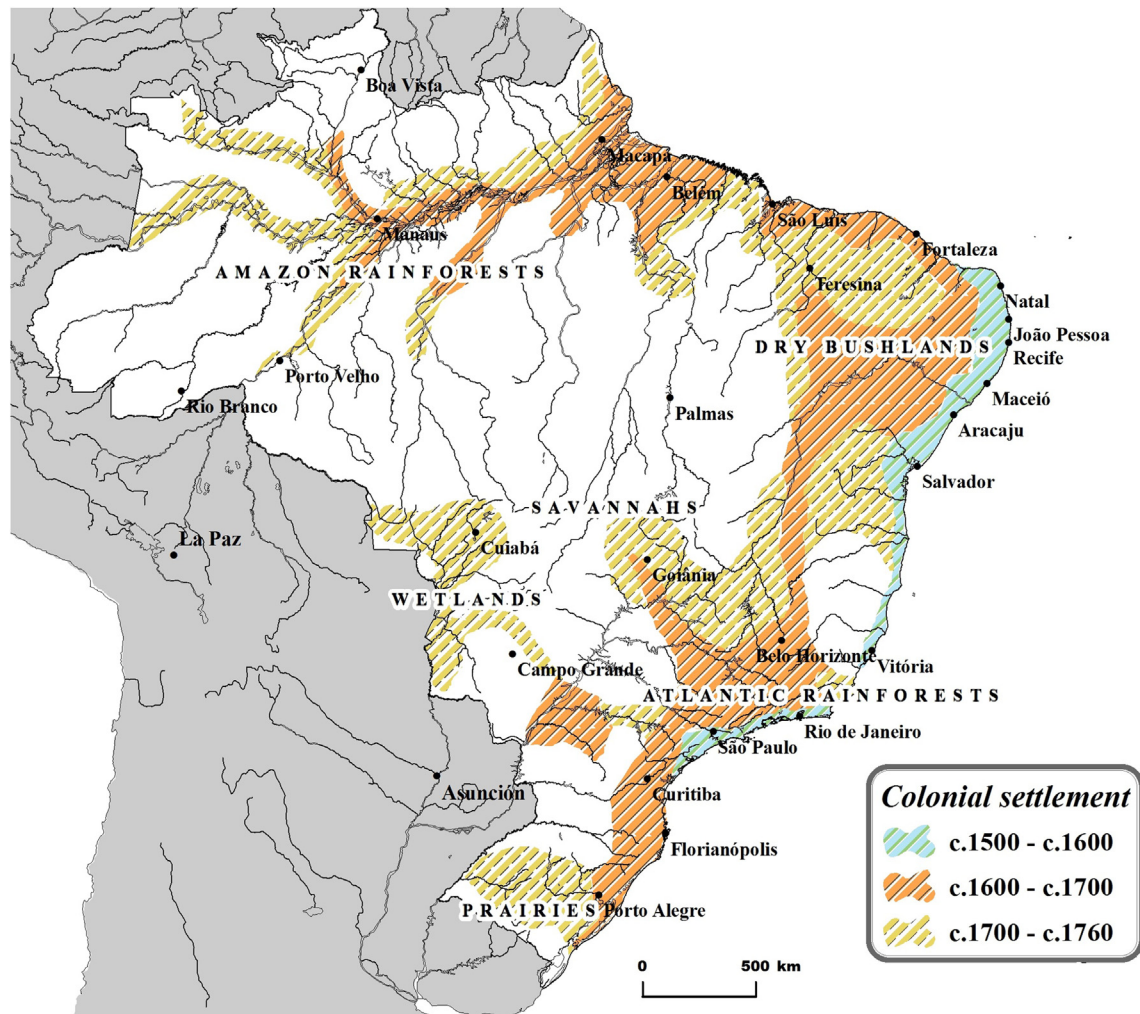 Boa Vista
Macapa
Belém
São Luís
Manaus
Fortaleza
AMAZON RAINFORESTS
Teresina
Natal
João Pessoa
DRY BUSHLANDS
Recife
Porto Velho
Maceió
Rio Branco
Palmas
Aracaju
Salvador
SAVANNAHS
La Paz
Cuiabá
Goiânia
WETLANDS
Belo Horizonte
Vitória
Campo Grande
ATLANTIC RAINFORESTS
Rio de Janeiro
São Paulo
Asunción
Curitiba
Florianópolis
PRAIRIES
Porto Alegre
Colonial settlement
c.1500 - c.1600
c.1600 - c.1700
c.1700 - c.1760
0 500 km